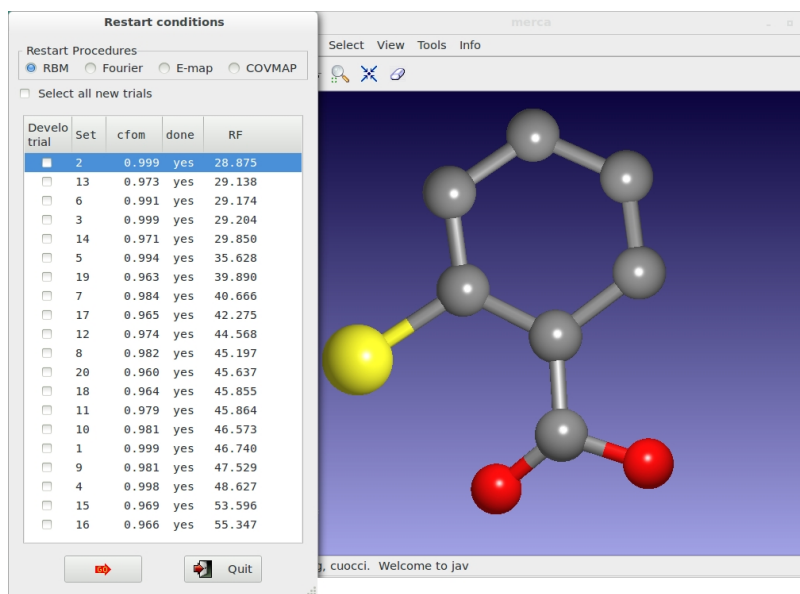 Restart conditions
merca
Restart Procedures
RBM Fourier E-map COVMAP
Select all new trials
Select View Tools Info
Develo trial Set cfom done RF
2 0.999 yes 28.875
13 0.973 yes 29.138
6 0.991 yes 29.174
3 0.999 yes 29.204
14 0.971 yes 29.850
5 0.994 yes 35.628
19 0.963 yes 39.890
7 0.984 yes 40.666
17 0.965 yes 42.275
12 0.974 yes 44.568
8 0.982 yes 45.197
20 0.960 yes 45.637
18 0.964 yes 45.855
11 0.979 yes 45.864
10 0.981 yes 46.573
1 0.999 yes 46.740
9 0.981 yes 47.529
4 0.998 yes 48.627
15 0.969 yes 53.596
16 0.966 yes 55.347
GO Quit
g, cuocci. Welcome to jav